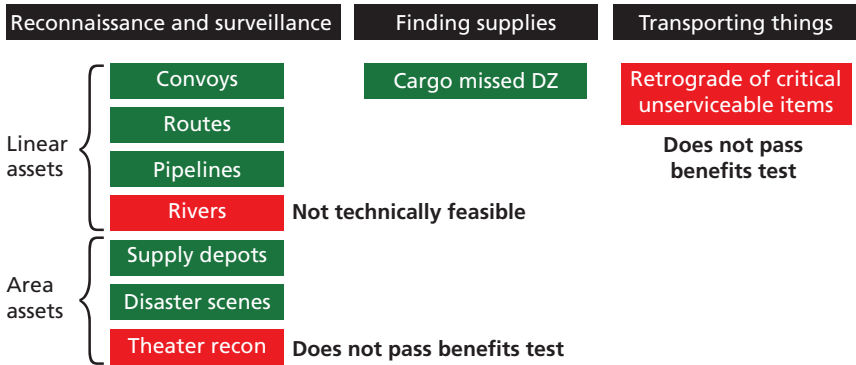 Reconnaissance and surveillance
Finding supplies
Transporting things
Linear
assets
Convoys
Routes
Pipelines
Rivers
Not technically feasible
Area
assets
Supply depots
Disaster scenes
Theater recon
Does not pass benefits test
Cargo missed DZ
Retrograde of critical
unserviceable items
Does not pass
benefits test